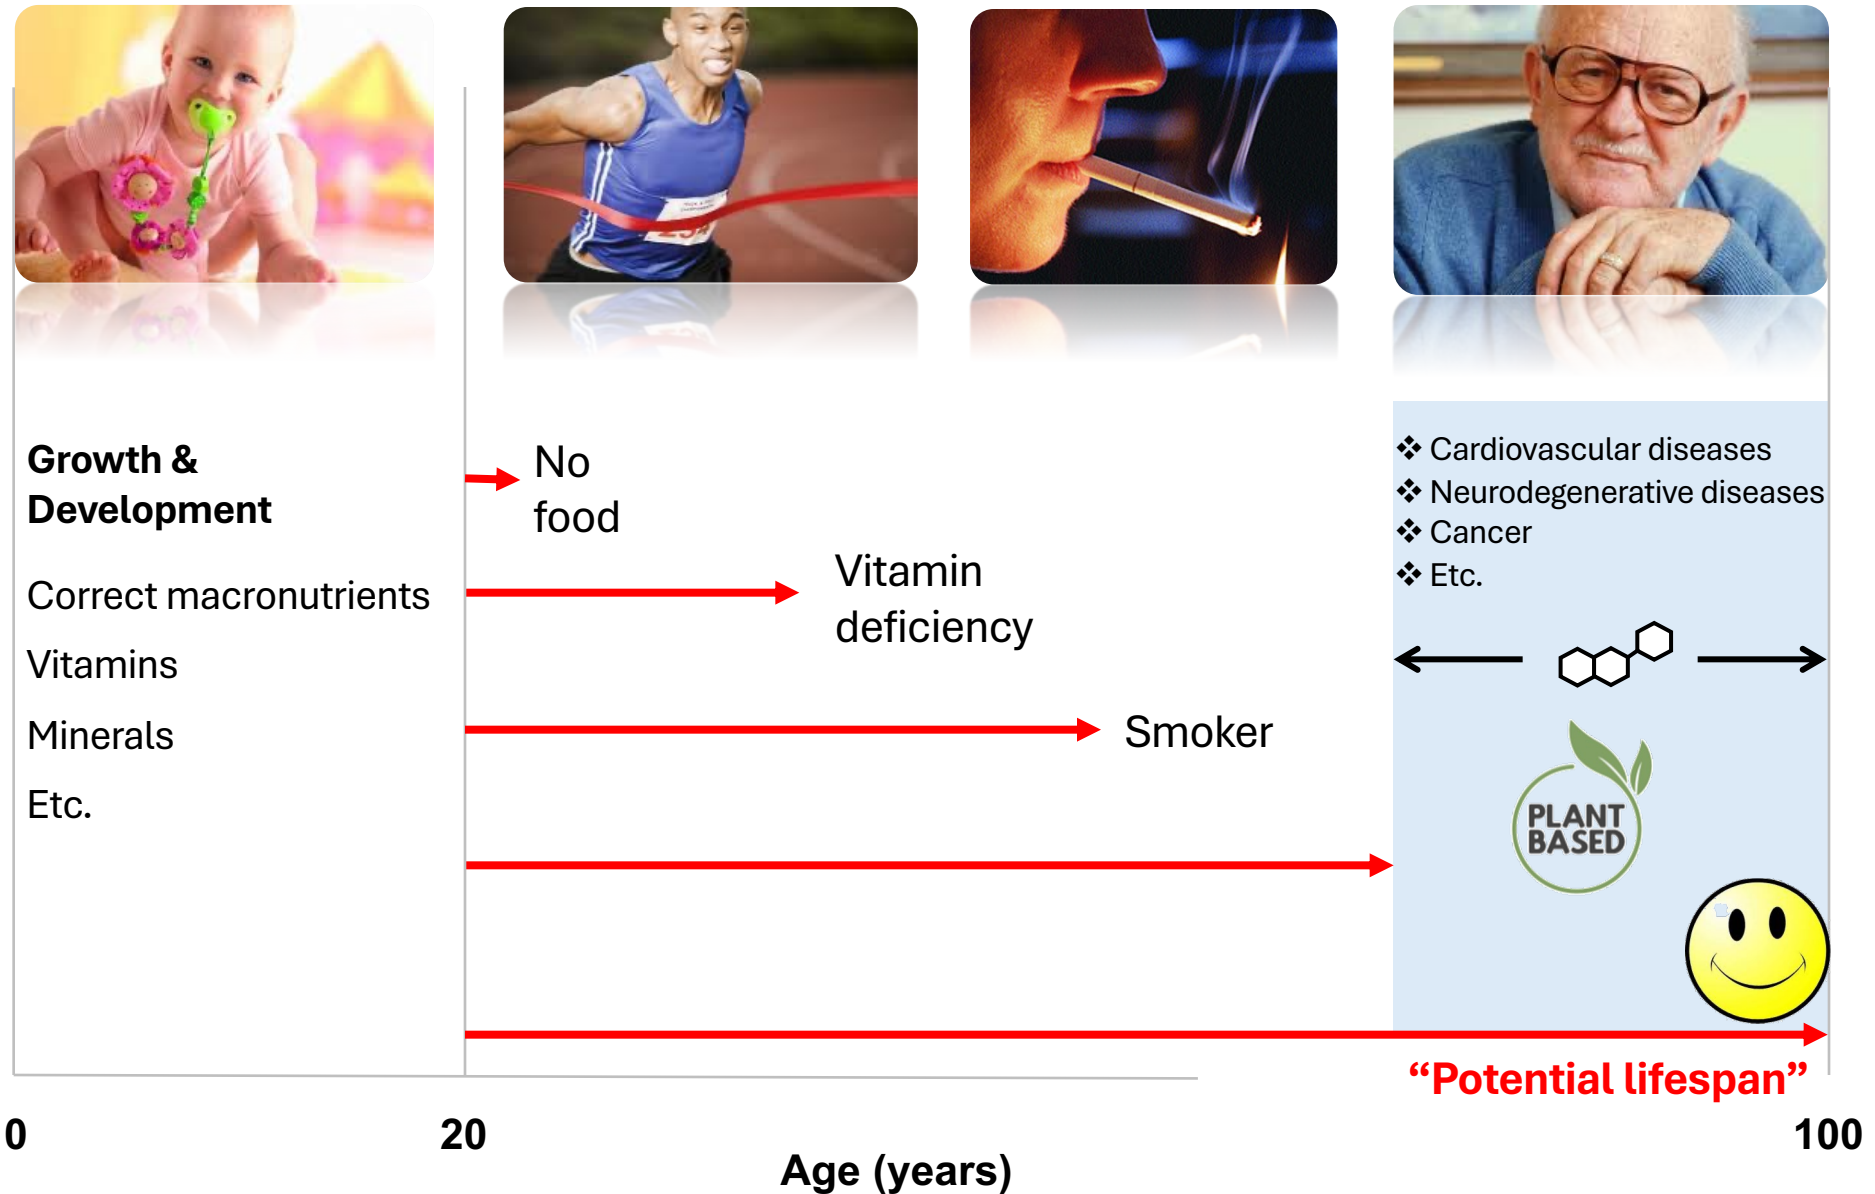 Growth &
Development
Correct macronutrients
Vitamins
Minerals
Etc.
No
food
Vitamin
deficiency
Smoker
❖ Cardiovascular diseases
❖ Neurodegenerative diseases
❖ Cancer
❖ Etc.
PLANT
BASED
“Potential lifespan”
0
20
100
Age (years)